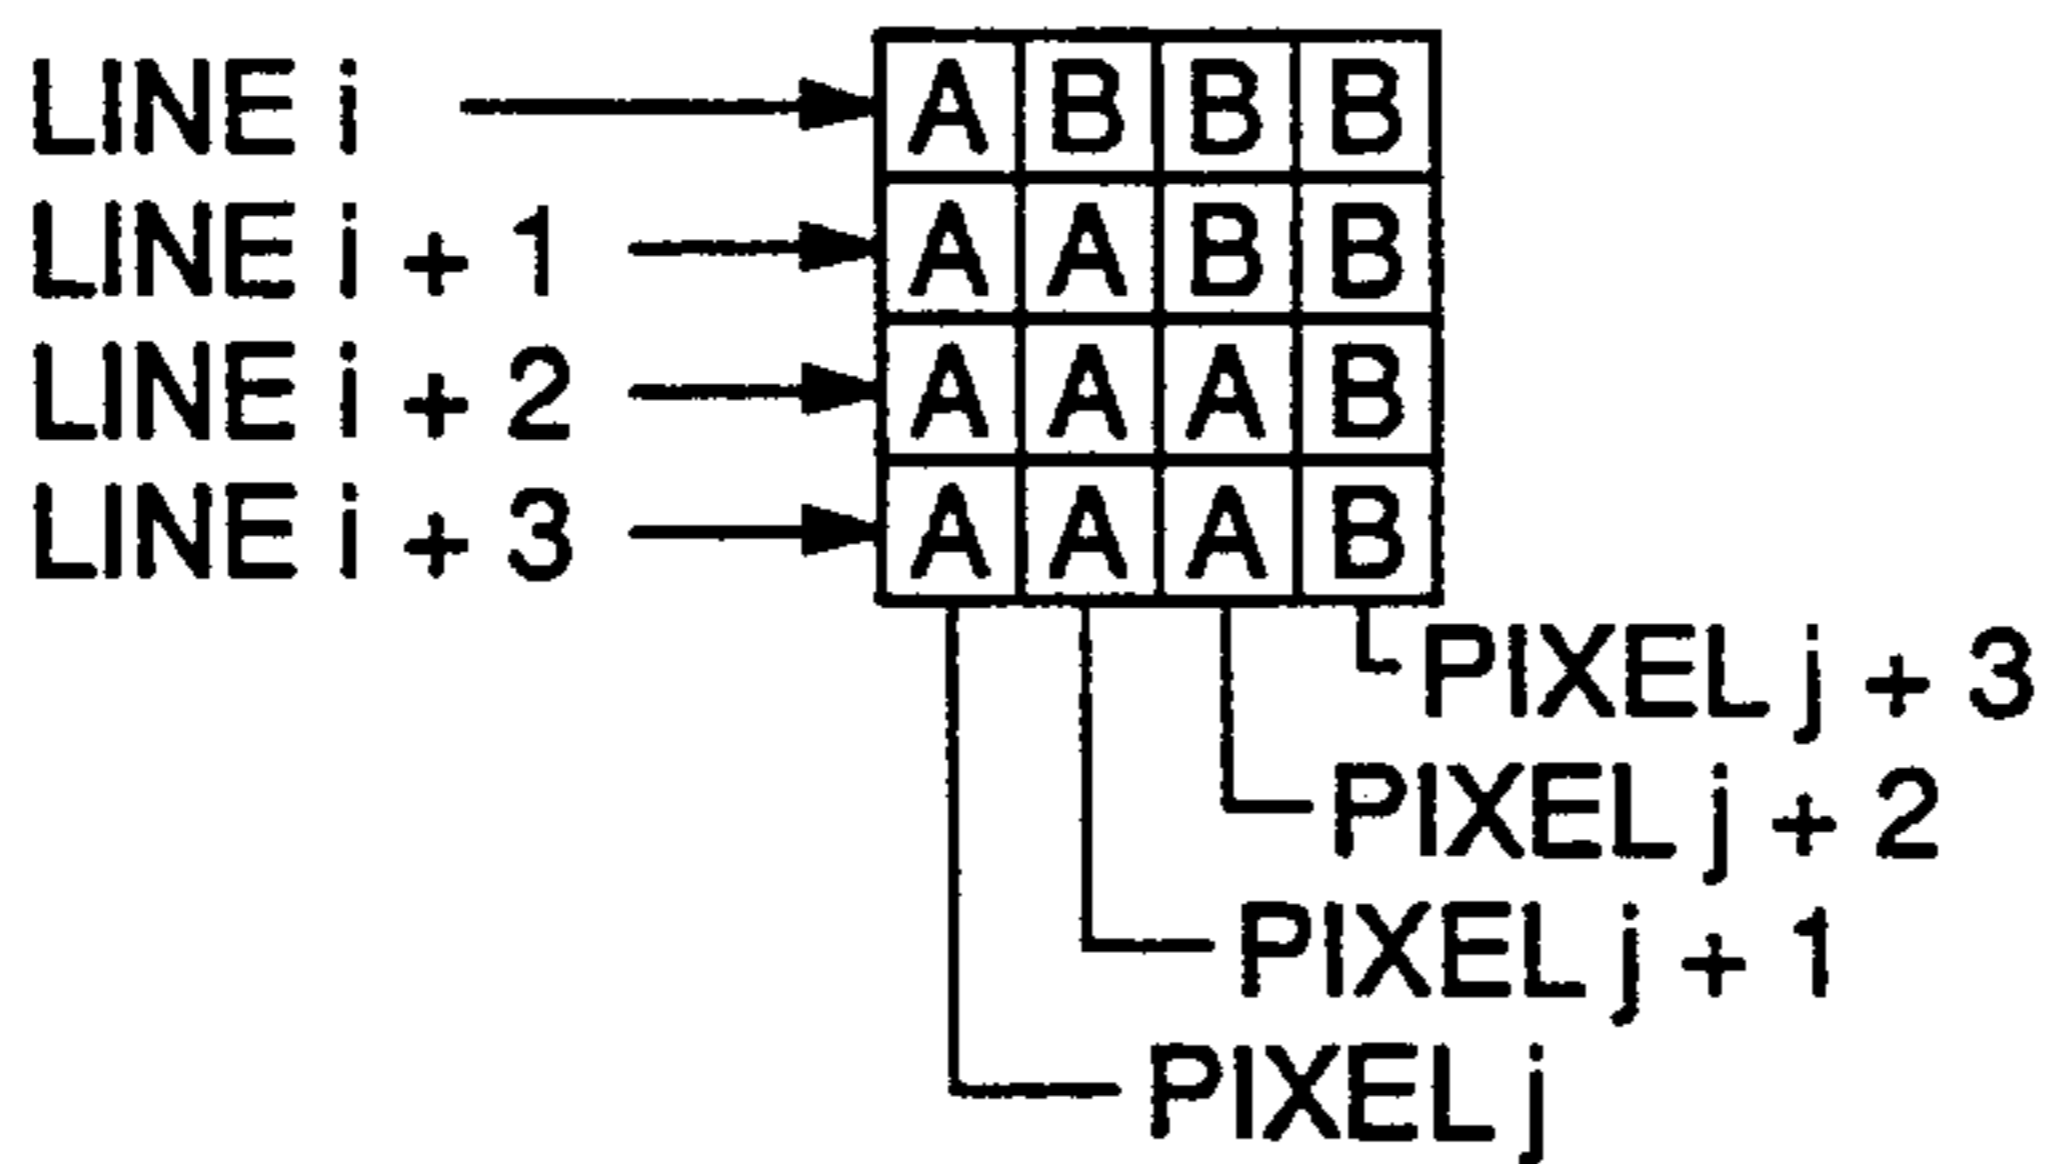 LINE i A B B B
LINE i + 1 A A B B
LINE i + 2 A A A B
LINE i + 3 A A A B
PIXEL j + 3
PIXEL j + 2
PIXEL j + 1
PIXEL j